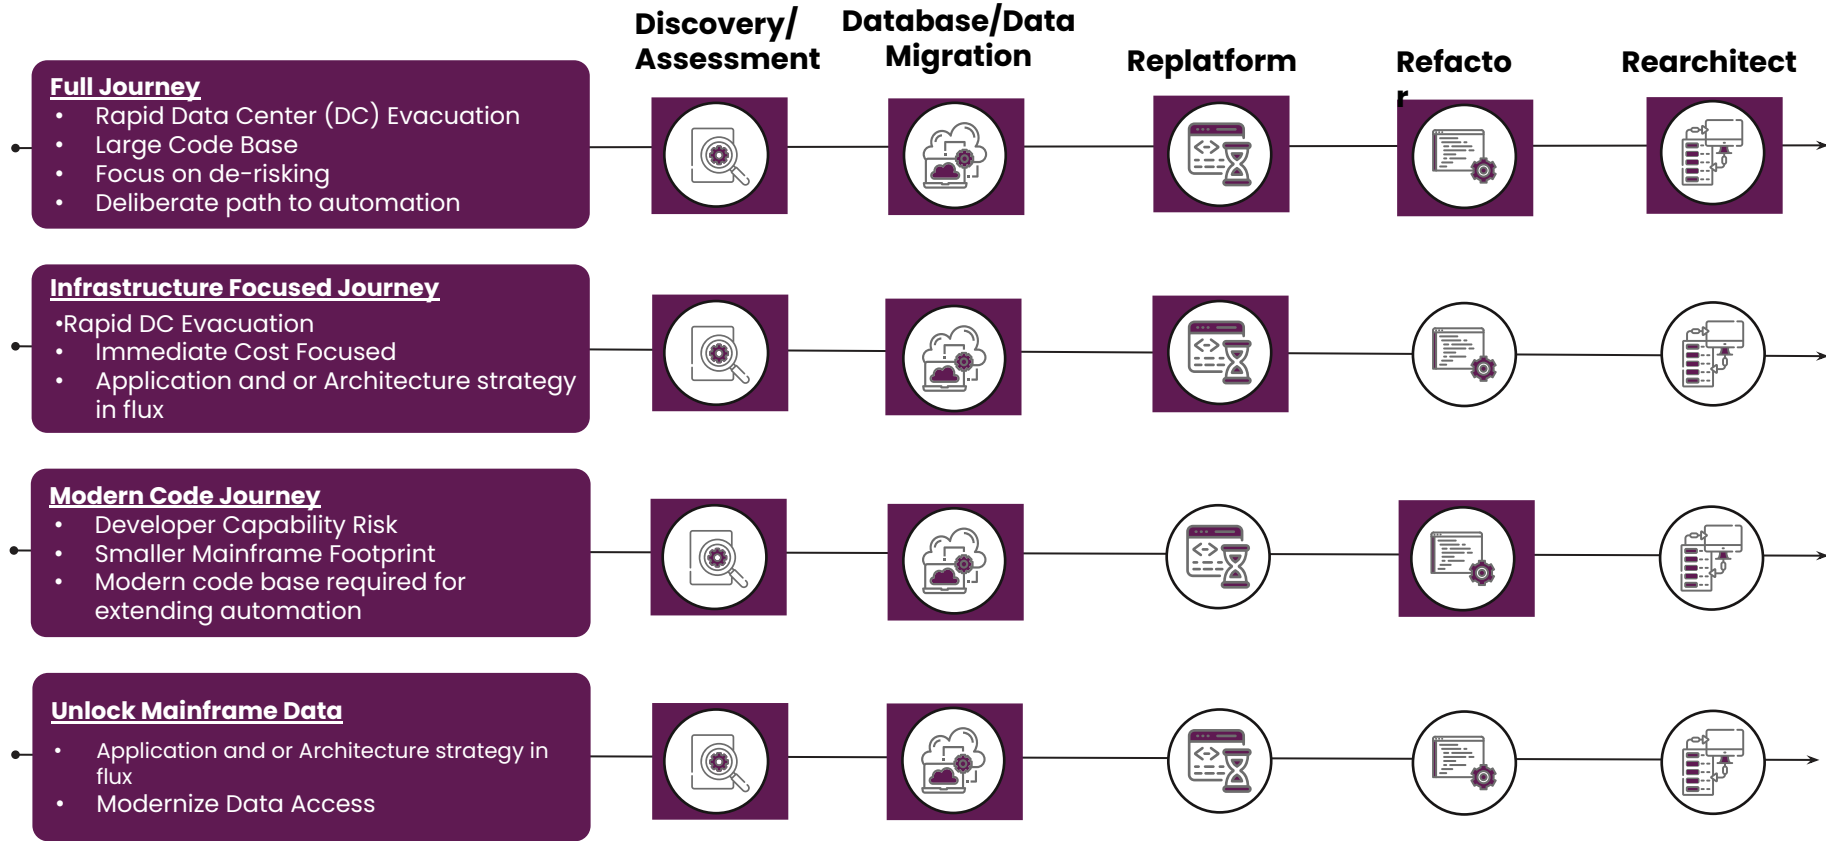 Discovery/
Assessment
Database/Data
Migration
Replatform
Refacto
r
Rearchitect
Full Journey
• Rapid Data Center (DC) Evacuation
• Large Code Base
• Focus on de-risking
• Deliberate path to automation
Infrastructure Focused Journey
•Rapid DC Evacuation
• Immediate Cost Focused
• Application and or Architecture strategy
in flux
Modern Code Journey
• Developer Capability Risk
• Smaller Mainframe Footprint
• Modern code base required for
extending automation
Unlock Mainframe Data
• Application and or Architecture strategy in
flux
• Modernize Data Access